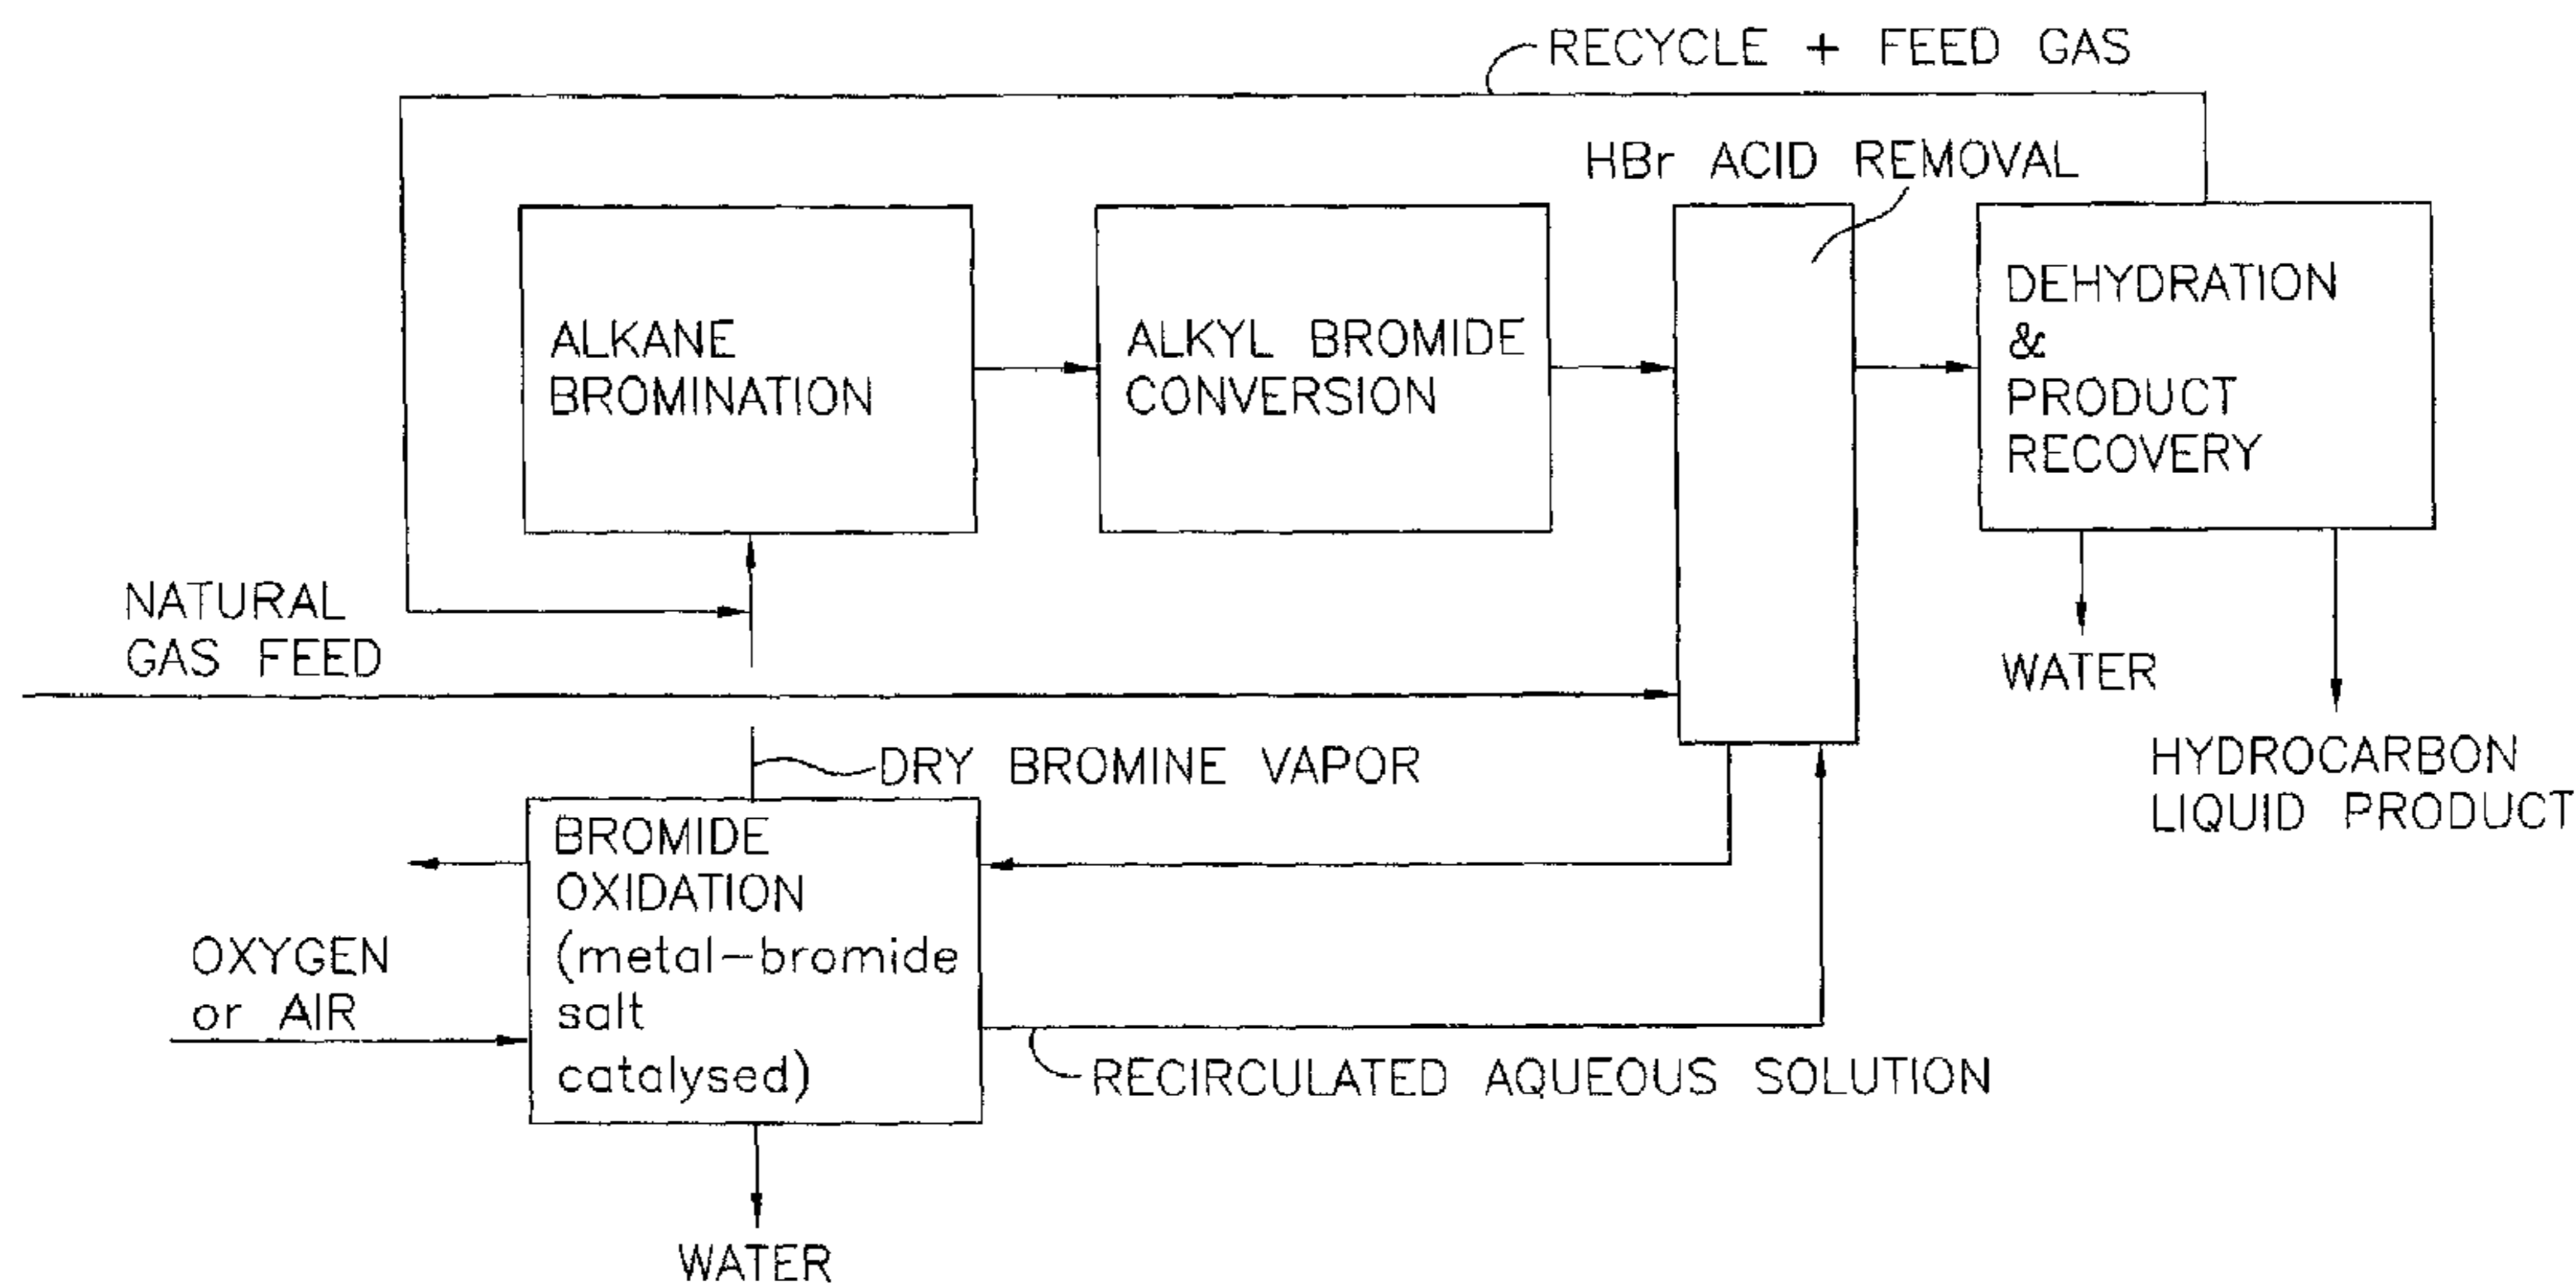 RECYCLE + FEED GAS
HBr ACID REMOVAL
ALKANE
BROMINATION
ALKYL BROMIDE
CONVERSION
DEHYDRATION
&
PRODUCT
RECOVERY
NATURAL
GAS FEED
WATER
HYDROCARBON
LIQUID PRODUCT
DRY BROMINE VAPOR
BROMIDE
OXIDATION
(metal-bromide
salt
catalysed)
OXYGEN
or AIR
RECIRCULATED AQUEOUS SOLUTION
WATER